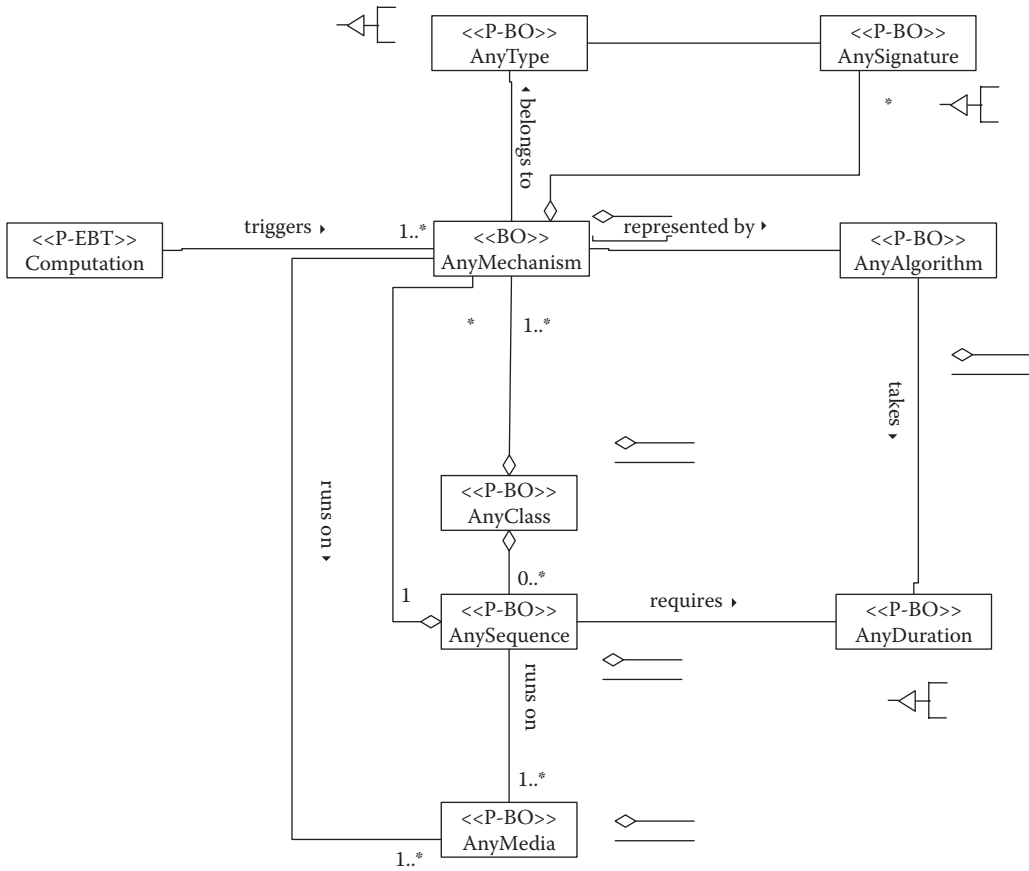 <<P-BO>>
AnyType
<<P-BO>>
AnySignature
*
belongs to
triggers
1..*
represented by
<<P-EBT>>
Computation
<<BO>>
AnyMechanism
<<P-BO>>
AnyAlgorithm
*
1..*
takes
runs on
<<P-BO>>
AnyClass
0..*
1
requires
<<P-BO>>
AnySequence
<<P-BO>>
AnyDuration
runs on
1..*
<<P-BO>>
AnyMedia
1..*